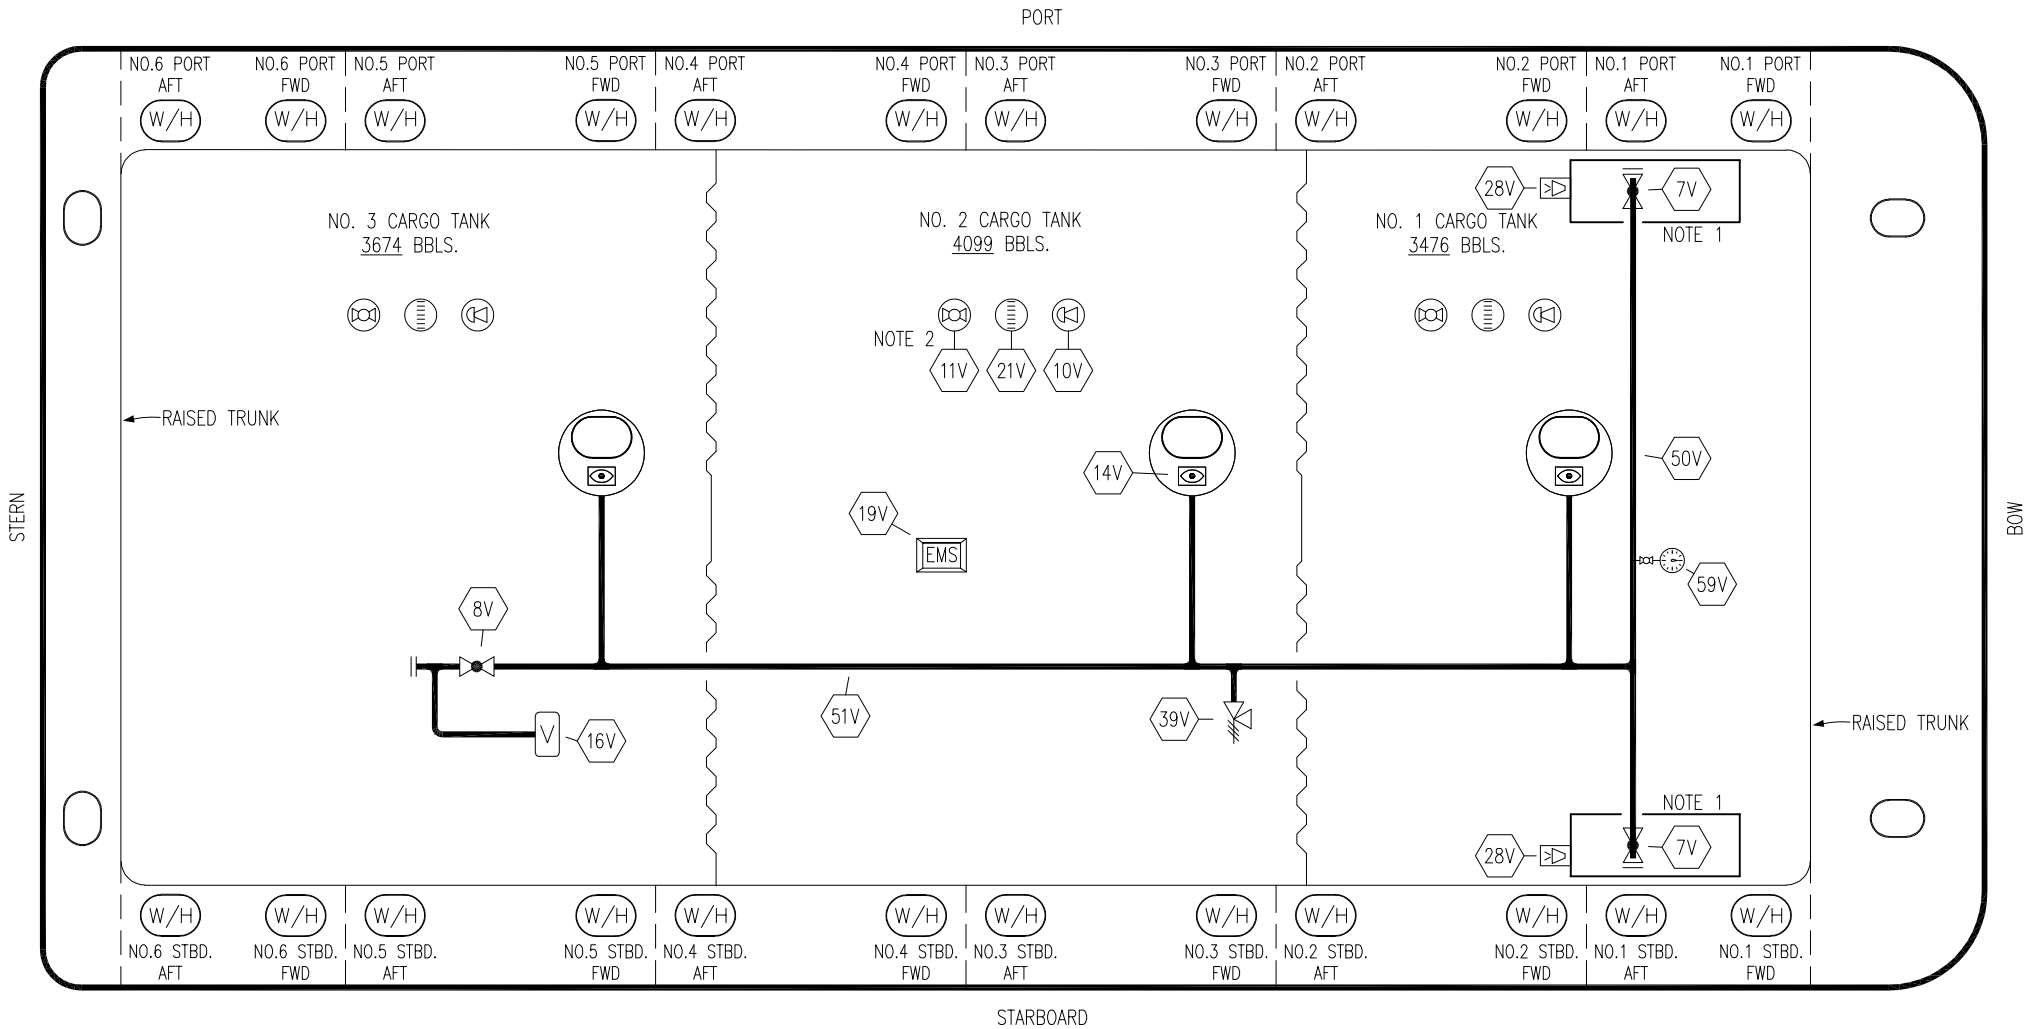 PORT
NO.6 PORT
AFT
NO.6 PORT
FWD
NO.5 PORT
AFT
NO.5 PORT
FWD
NO.4 PORT
AFT
NO.4 PORT
FWD
NO.3 PORT
AFT
NO.3 PORT
FWD
NO.2 PORT
AFT
NO.2 PORT
FWD
NO.1 PORT
AFT
NO.1 PORT
FWD
W/H
W/H
W/H
W/H
W/H
W/H
W/H
W/H
W/H
W/H
W/H
W/H
28V
7V
NOTE 1
NO. 3 CARGO TANK
3674 BBLS.
NO. 2 CARGO TANK
4099 BBLS.
NO. 1 CARGO TANK
3476 BBLS.
NOTE 2
11V
21V
10V
RAISED TRUNK
14V
50V
STERN
19V
EMS
BOW
59V
8V
51V
39V
16V
RAISED TRUNK
NOTE 1
28V
7V
W/H
W/H
W/H
W/H
W/H
W/H
W/H
W/H
W/H
W/H
W/H
W/H
NO.6 STBD.
AFT
NO.6 STBD.
FWD
NO.5 STBD.
AFT
NO.5 STBD.
FWD
NO.4 STBD.
AFT
NO.4 STBD.
FWD
NO.3 STBD.
AFT
NO.3 STBD.
FWD
NO.2 STBD.
AFT
NO.2 STBD.
FWD
NO.1 STBD.
AFT
NO.1 STBD.
FWD
V
STARBOARD